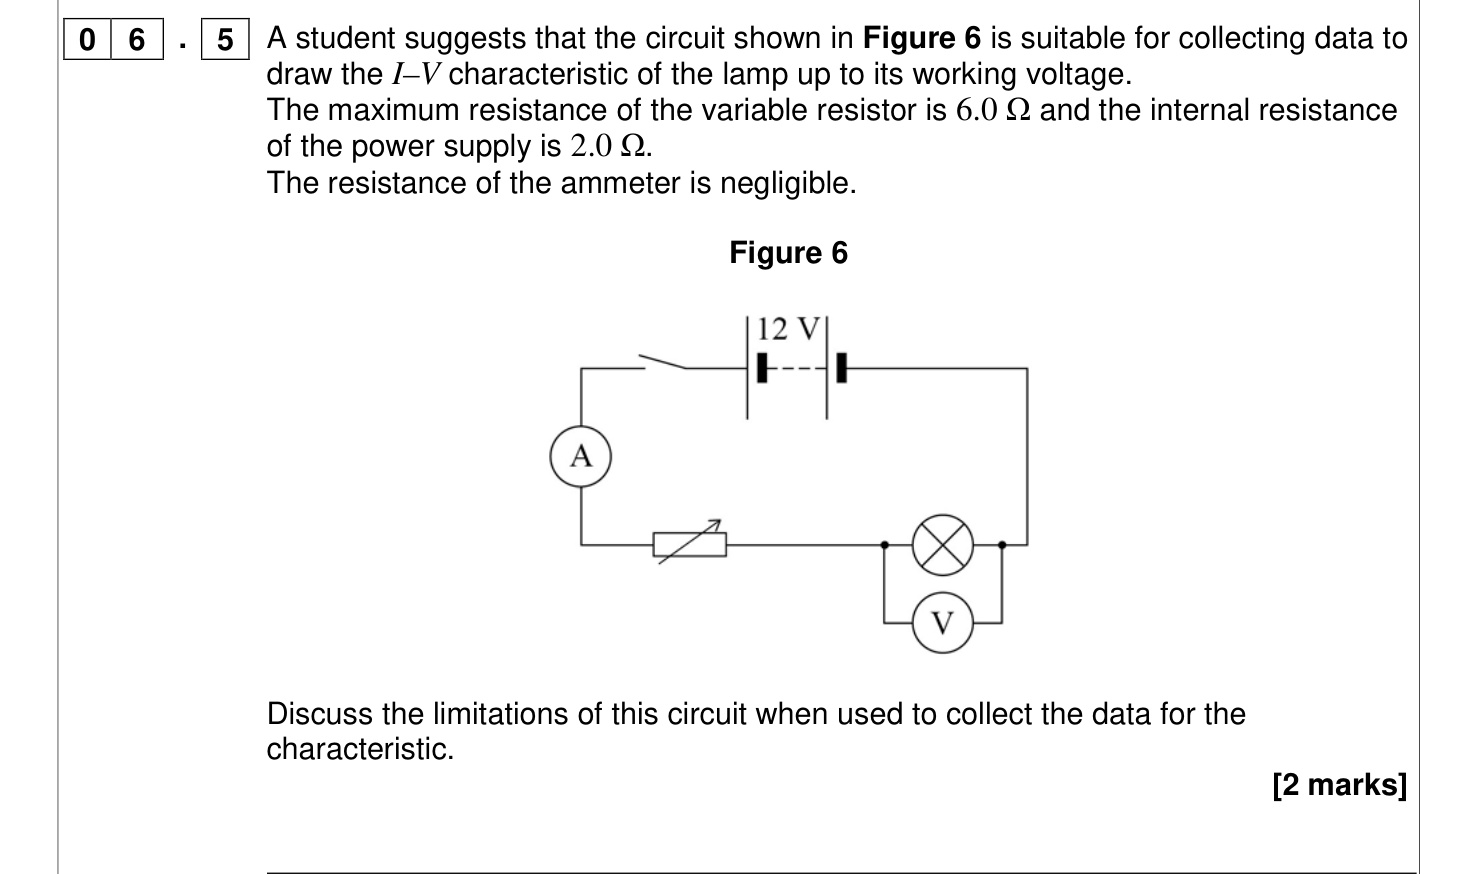 0 6 . 5 A student suggests that the circuit shown in Figure 6 is suitable for collecting data to
draw the I–V characteristic of the lamp up to its working voltage.
The maximum resistance of the variable resistor is 6.0 Ω and the internal resistance
of the power supply is 2.0 Ω.
The resistance of the ammeter is negligible.
Figure 6
12 V
A
V
Discuss the limitations of this circuit when used to collect the data for the
characteristic.
[2 marks]